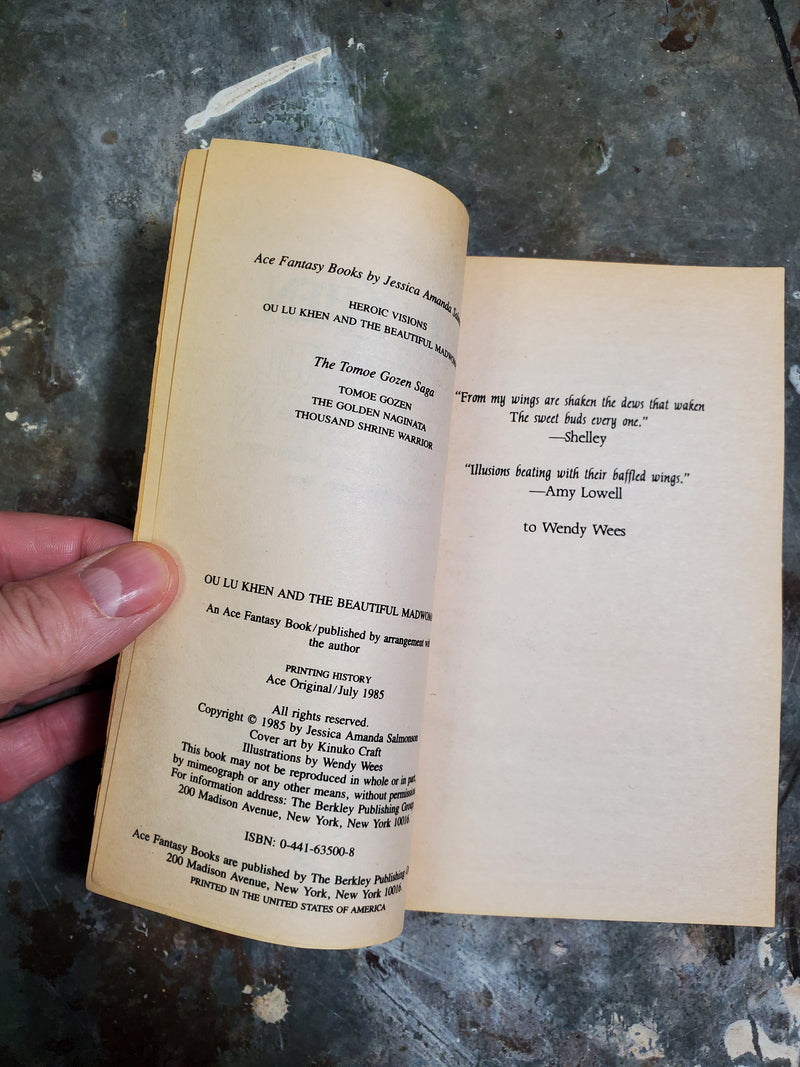 Ace Fantasy Books by Jessica Amanda
HEROIC VISIONS
OU LU KHEN AND THE BEAUTIFUL
The Tomoe Gozen Saga
TOMOE GOZEN
THE GOLDEN NAGINATA
THOUSAND SHRINE WARRIOR
OU LU KHEN AND THE BEAUTIFUL
An Ace Fantasy Book/published by arrangement
the author
PRINTING HISTORY
Ace Original/July 1985
All rights reserved.
Copyright © 1985 by Jessica Amanda Salmonson
Cover art by Kinuko Craft
Illustrations by Wendy Wees
This book may not be reproduced in whole or in part,
by mimeograph or any other means, without permission.
For information address: The Berkley Publishing Group,
200 Madison Avenue, New York, New York 10016.
ISBN: 0-441-63500-8
Ace Fantasy Books are published by The Berkley Publishing
200 Madison Avenue, New York, New York 10016.
PRINTED IN THE UNITED STATES OF AMERICA
“From my wings are shaken the dews that waken
The sweet buds every one.”
—Shelley
“Illusions beating with their baffled wings.”
—Amy Lowell
to Wendy Wees